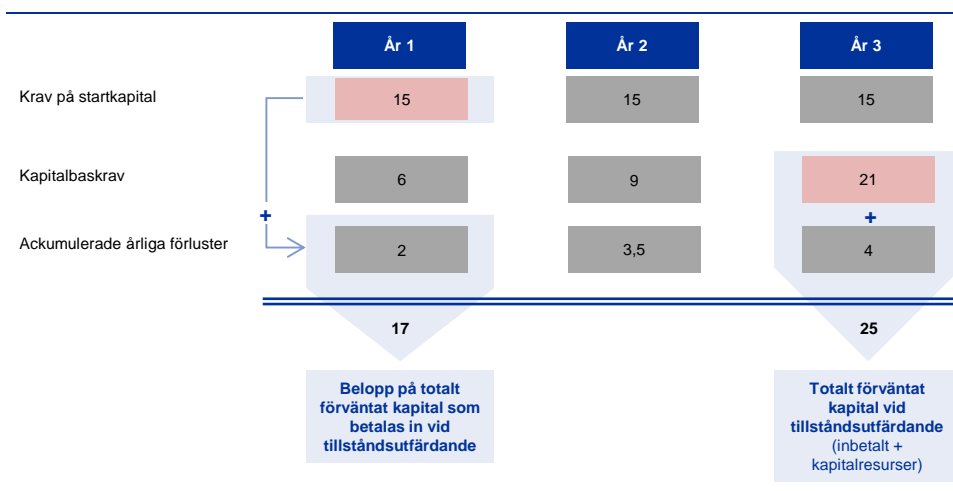 År 1 År 2 År 3
Krav på startkapital 15 15 15
Kapitalbaskrav 6 9 21
+ +
Ackumulerade årliga förluster 2 3,5 4
17 25
Belopp på totalt
förväntat kapital som
betalas in vid
tillståndsutfärdande
Totalt förväntat
kapital vid
tillståndsutfärdande
(inbetalt +
kapitalresurser)